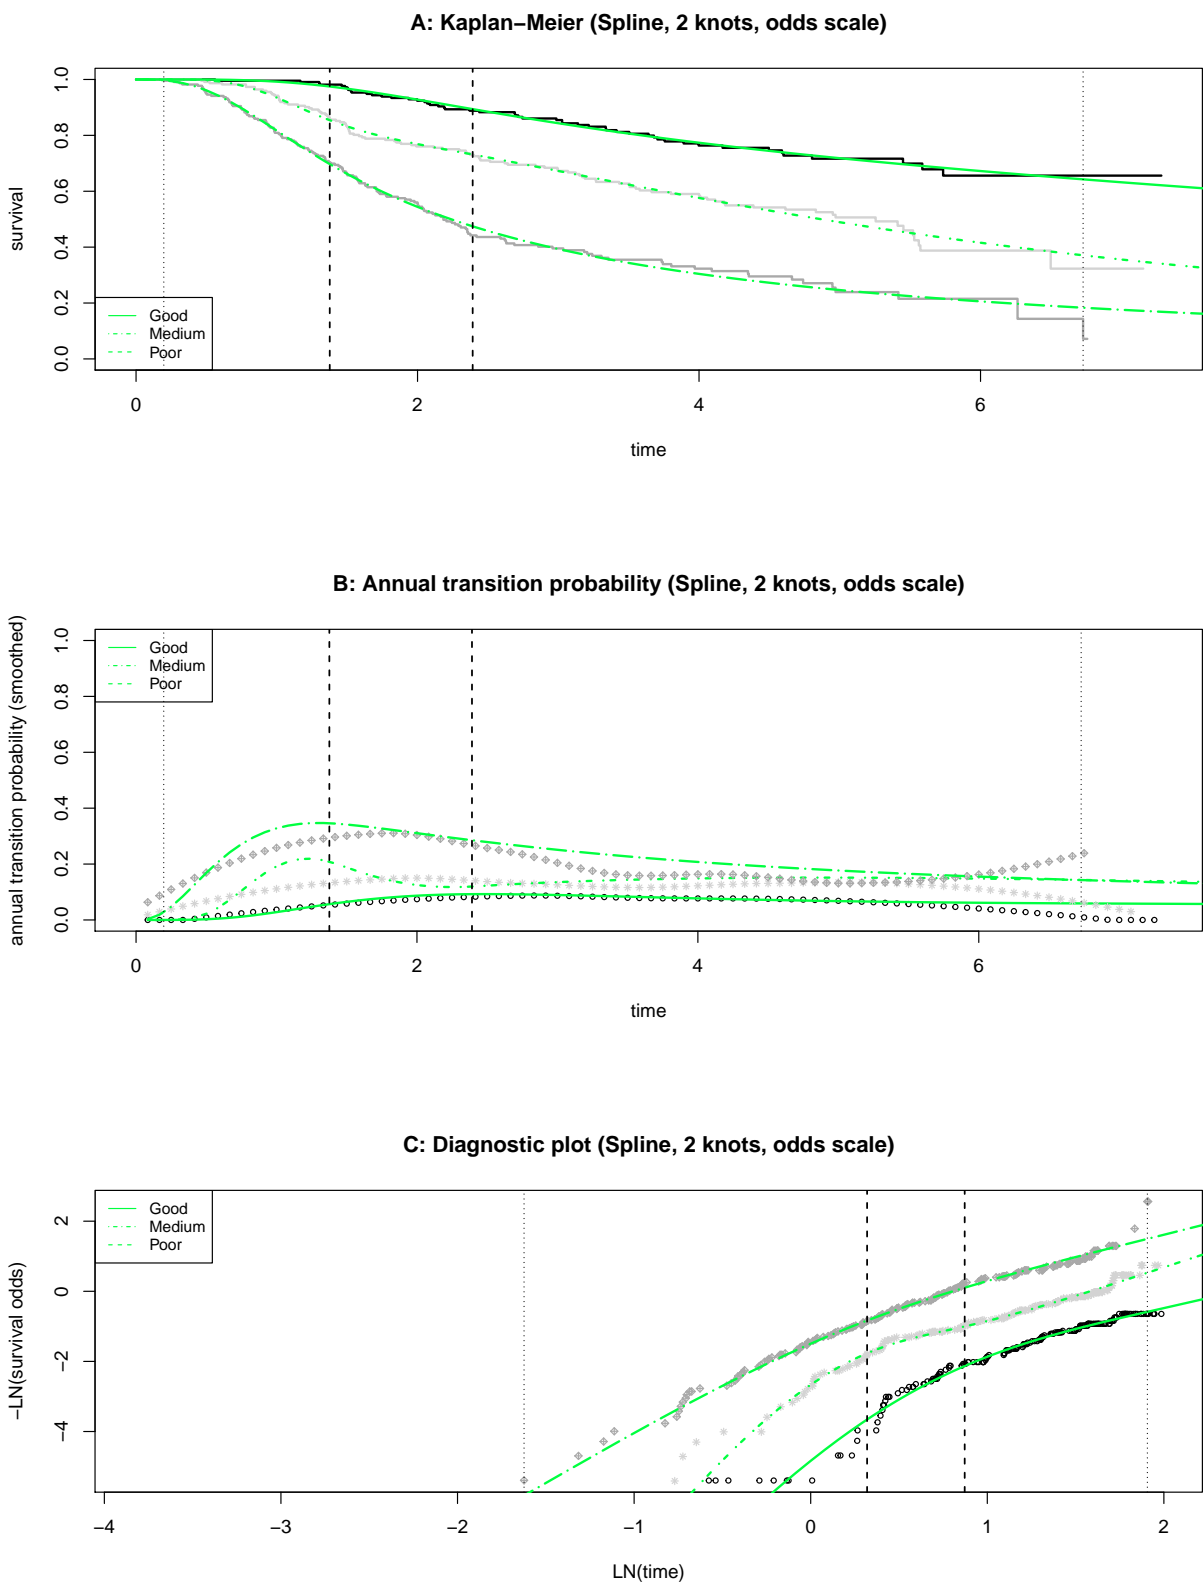 A: Kaplan−Meier (Spline, 2 knots, odds scale)
survival
1.0
0.8
0.6
0.4
0.2
0.0
Good
Medium
Poor
0 2 4 6
time
B: Annual transition probability (Spline, 2 knots, odds scale)
annual transition probability (smoothed)
1.0
0.8
0.6
0.4
0.2
0.0
Good
Medium
Poor
0 2 4 6
time
C: Diagnostic plot (Spline, 2 knots, odds scale)
−LN(survival odds)
2
0
−2
−4
Good
Medium
Poor
−4 −3 −2 −1 0 1 2
LN(time)